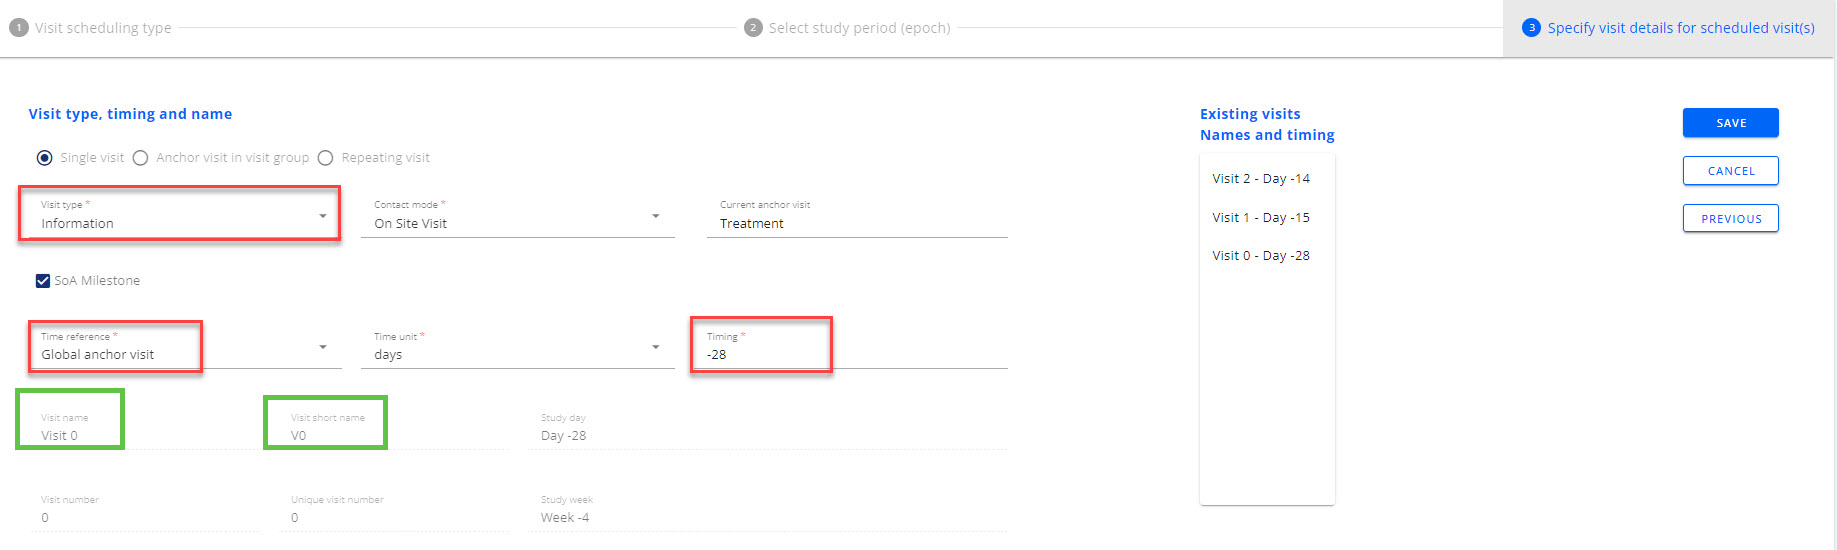 1 Visit scheduling type
2 Select study period (epoch)
3 Specify visit details for scheduled visit(s)
Visit type, timing and name
Single visit Anchor visit in visit group Repeating visit
Visit type * Contact mode * Current anchor visit
Information On Site Visit Treatment
SoA Milestone
Time reference * Time unit * Timing *
Global anchor visit days -28
Visit name Visit short name Study day
Visit 0 V0 Day -28
Visit number Unique visit number Study week
0 0 Week -4
Existing visits
Names and timing
Visit 2 - Day -14
Visit 1 - Day -15
Visit 0 - Day -28
SAVE
CANCEL
PREVIOUS